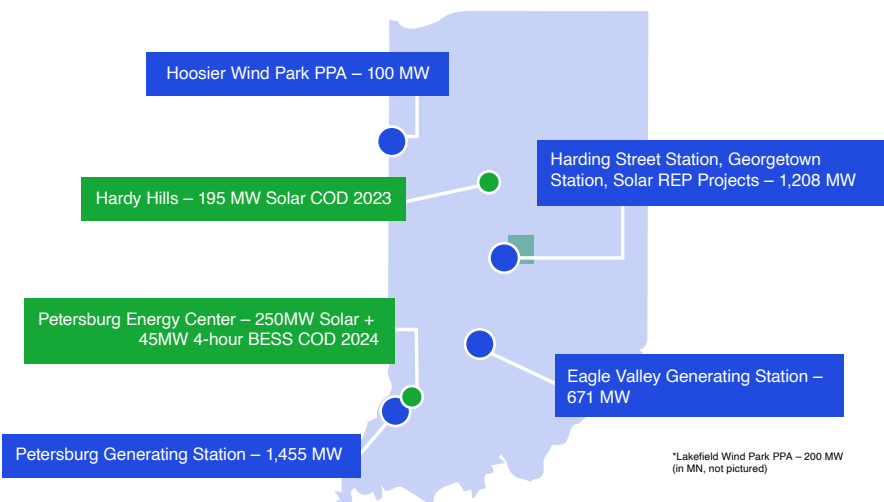 Hoosier Wind Park PPA – 100 MW
Harding Street Station, Georgetown
Station, Solar REP Projects – 1,208 MW
Hardy Hills – 195 MW Solar COD 2023
Petersburg Energy Center – 250MW Solar +
45MW 4-hour BESS COD 2024
Eagle Valley Generating Station –
671 MW
Petersburg Generating Station – 1,455 MW
*Lakefield Wind Park PPA – 200 MW
(in MN, not pictured)